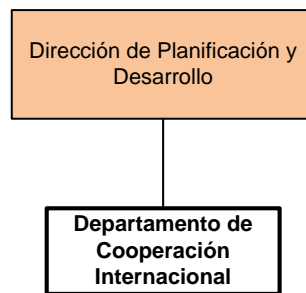 Dirección de Planificación y
Desarrollo
Departamento de
Cooperación
Internacional